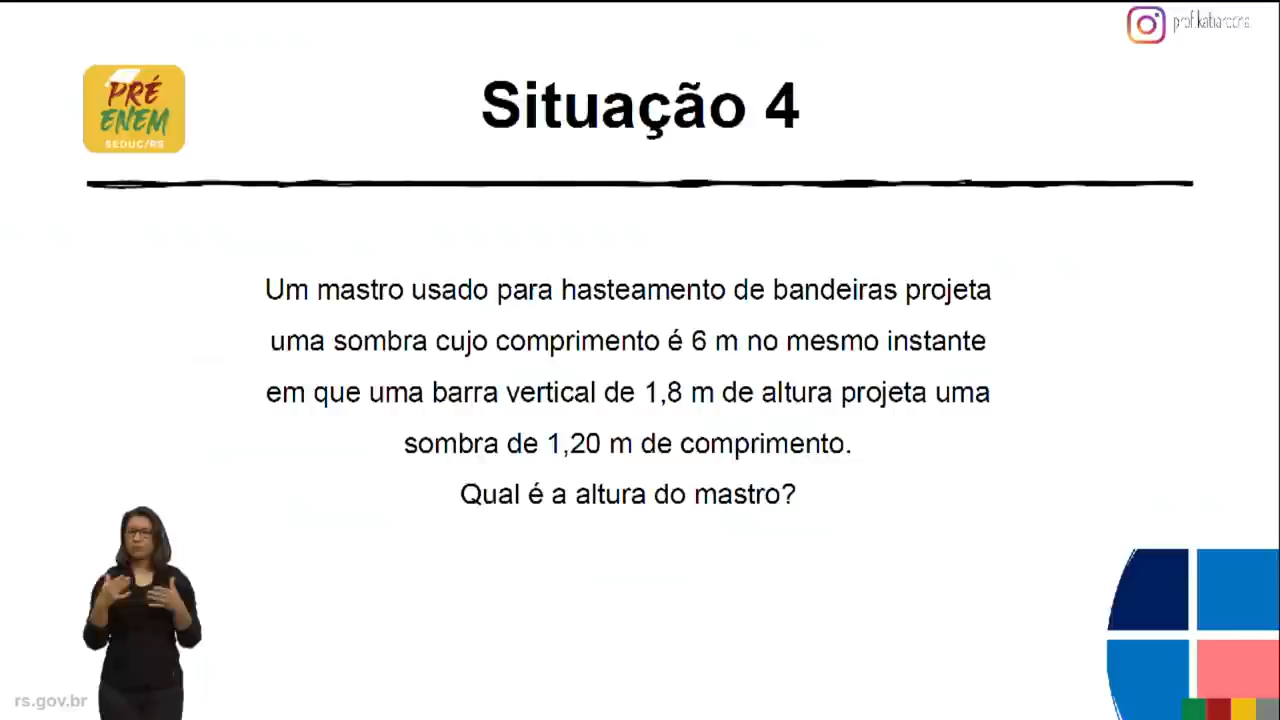 PRÉ
ENEM
SEDUC/RS
Situação 4
Um mastro usado para hasteamento de bandeiras projeta
uma sombra cujo comprimento é 6 m no mesmo instante
em que uma barra vertical de 1,8 m de altura projeta uma
sombra de 1,20 m de comprimento.
Qual é a altura do mastro?
rs.gov.br